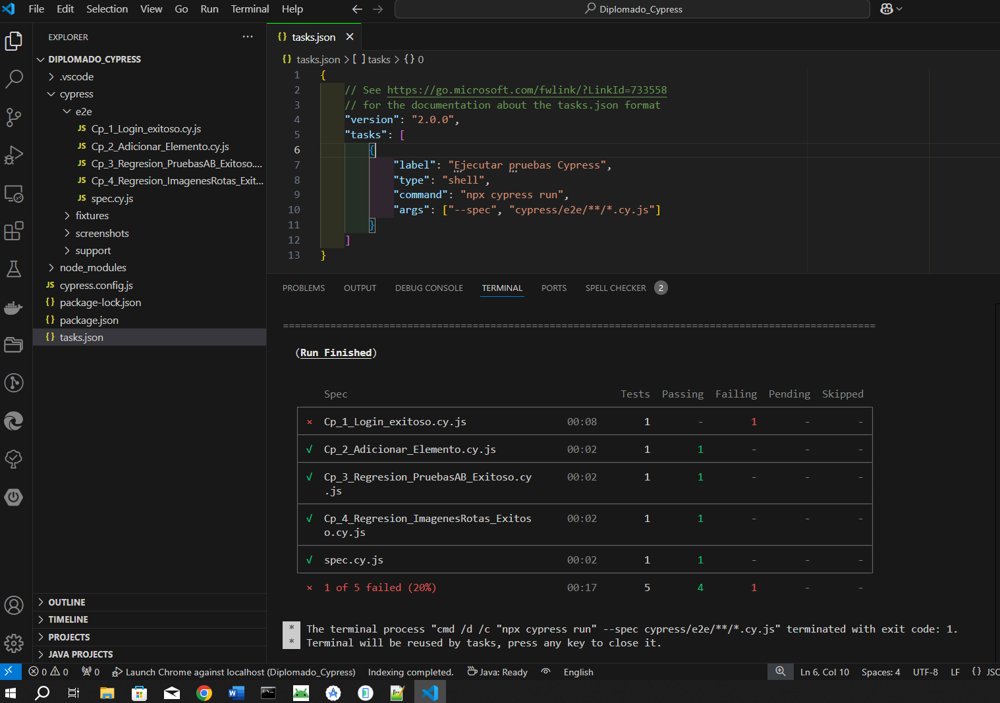 File Edit Selection View Go Run Terminal Help
Diplomado_Cypress
EXPLORER
DIPLOMADO_CYPRESS
.vscode
cypress
e2e
JS Cp_1_Login_exitoso.cy.js
JS Cp_2_Adicionar_Elemento.cy.js
JS Cp_3_Regresion_PruebasAB_Exitoso....
JS Cp_4_Regresion_ImagenesRotas_Exit...
JS spec.cy.js
fixtures
screenshots
support
node_modules
JS cypress.config.js
{} package-lock.json
{} package.json
{} tasks.json
OUTLINE
TIMELINE
PROJECTS
JAVA PROJECTS
{} tasks.json
{} tasks.json > [ ] tasks > {} 0
1 {
2 // See https://go.microsoft.com/fwlink/?LinkId=733558
3 // for the documentation about the tasks.json format
4 "version": "2.0.0",
5 "tasks": [
6 {
7 "label": "Ejecutar pruebas Cypress",
8 "type": "shell",
9 "command": "npx cypress run",
10 "args": ["--spec", "cypress/e2e/**/*.cy.js"]
11 }
12 ]
13 }
PROBLEMS OUTPUT DEBUG CONSOLE TERMINAL PORTS SPELL CHECKER 2
====================================================================================================
(Run Finished)
Spec Tests Passing Failing Pending Skipped
× Cp_1_Login_exitoso.cy.js 00:08 1 - 1 - -
√ Cp_2_Adicionar_Elemento.cy.js 00:02 1 1 - - -
√ Cp_3_Regresion_PruebasAB_Exitoso.cy 00:02 1 1 - - -
.js
√ Cp_4_Regresion_ImagenesRotas_Exitos 00:02 1 1 - - -
o.cy.js
√ spec.cy.js 00:02 1 1 - - -
× 1 of 5 failed (20%) 00:17 5 4 1 - -
* The terminal process "cmd /d /c "npx cypress run" --spec cypress/e2e/**/*.cy.js" terminated with exit code: 1.
* Terminal will be reused by tasks, press any key to close it.
0 0 0 Launch Chrome against localhost (Diplomado_Cypress) Indexing completed. Java: Ready English Ln 6, Col 10 Spaces: 4 UTF-8 LF {} JSO